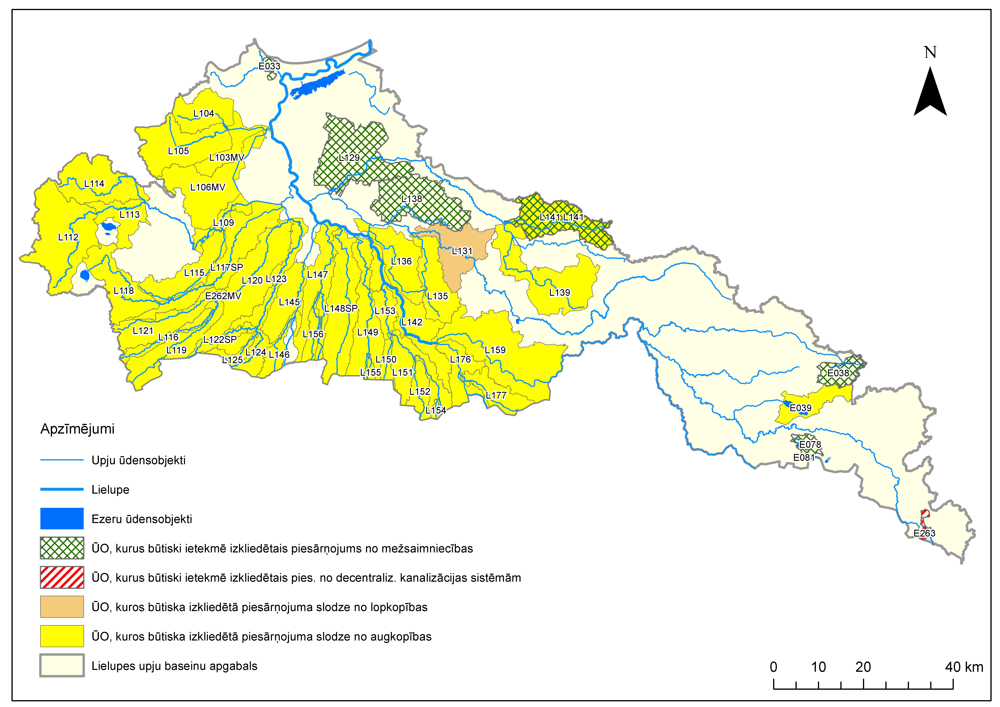 N
E033
L104
L105
L103MV
L129
L106MV
L114
L138
L113
L141 L141
L109
L112
L131
L136
L117SP
L115
L147
L120 L123
L118
L139
E262MV
L135
L145
L148SP
L153
L142
L121
L149
L156
L116
L122SP
L119
L159
L124
L146
L125
L150
L176
L155
L151
E038
L152
L177
E039
L154
E078
E081
E263
Apzīmējumi
Upju ūdensobjekti
Lielupe
Ezeru ūdensobjekti
ŪO, kurus būtiski ietekmē izkliedētais piesārņojums no mežsaimniecības
ŪO, kurus būtiski ietekmē izkliedētais pies. no decentraliz. kanalizācijas sistēmām
ŪO, kuros būtiska izkliedētā piesārņojuma slodze no lopkopības
ŪO, kuros būtiska izkliedētā piesārņojuma slodze no augkopības
Lielupes upju baseinu apgabals
0 10 20 40 km